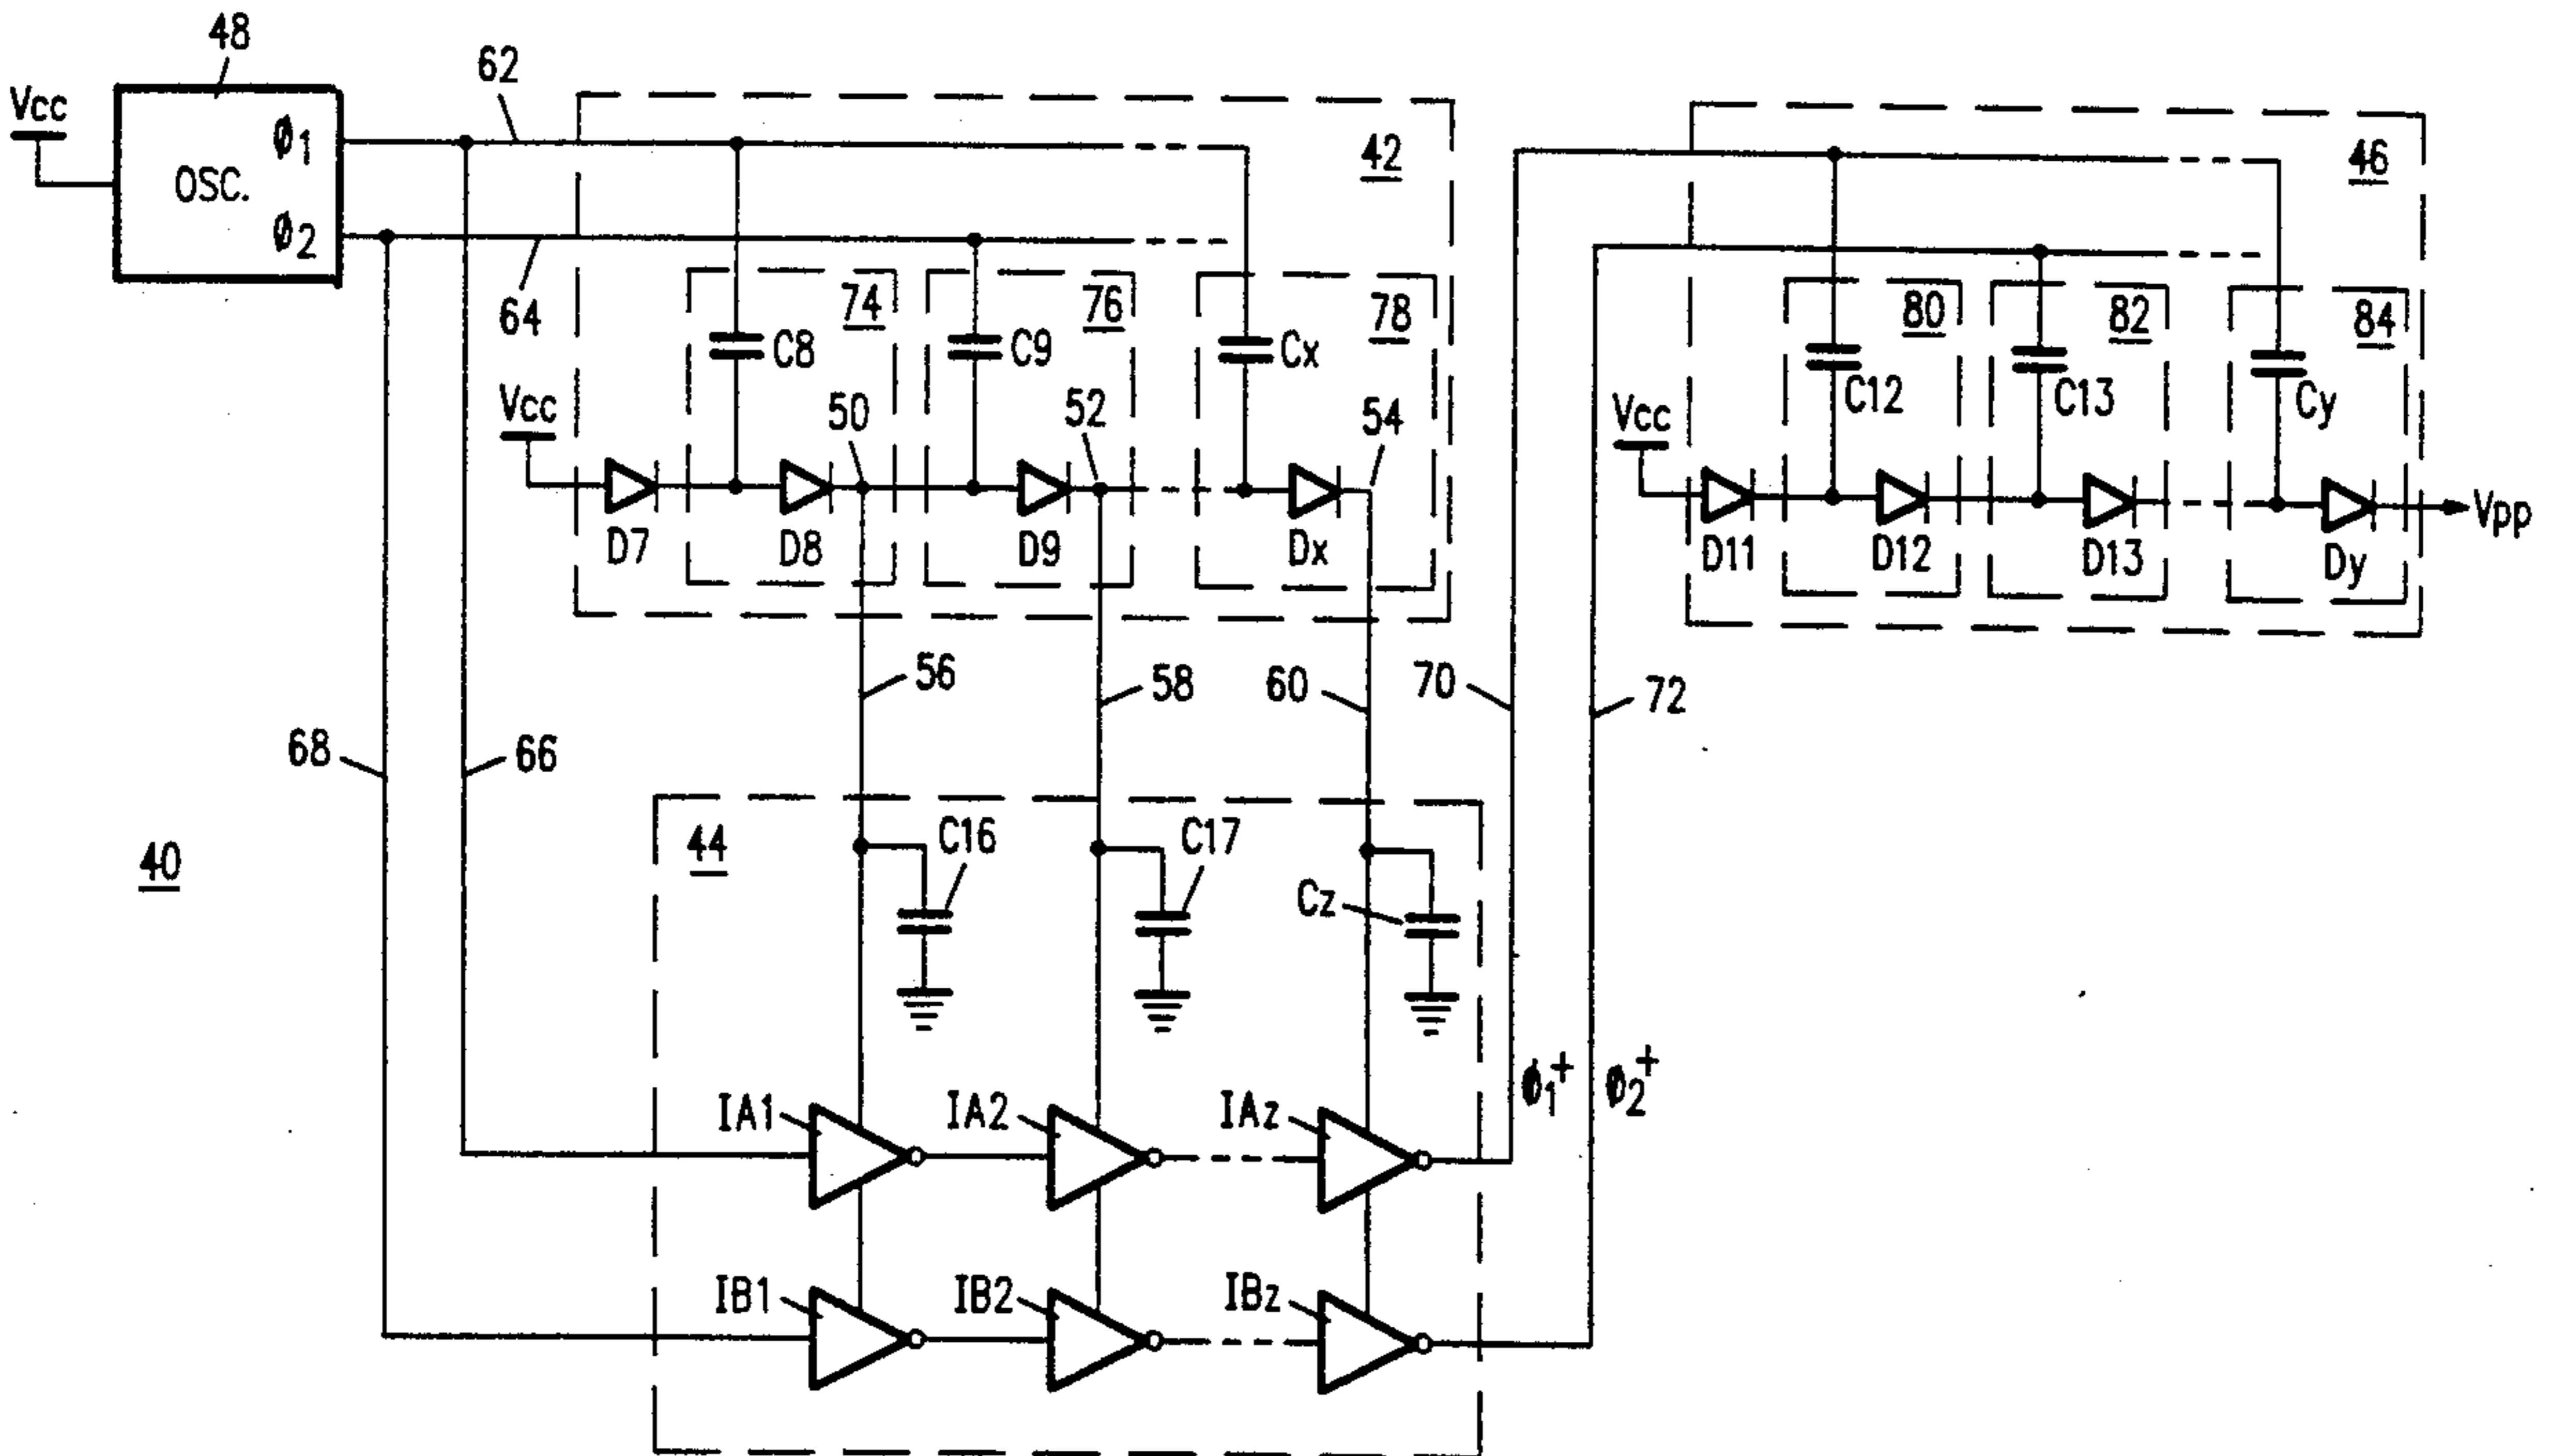 48
Vcc
OSC.
Ø1
Ø2
62
64
42
74
76
78
C8
C9
Cx
Vcc
50
52
54
D7
D8
D9
Dx
46
80
82
84
C12
C13
Cy
Vcc
Vpp
D11
D12
D13
Dy
56
58
60
70
72
68
66
40
44
C16
C17
Cz
Ø1+
Ø2+
IA1
IA2
IAz
IB1
IB2
IBz